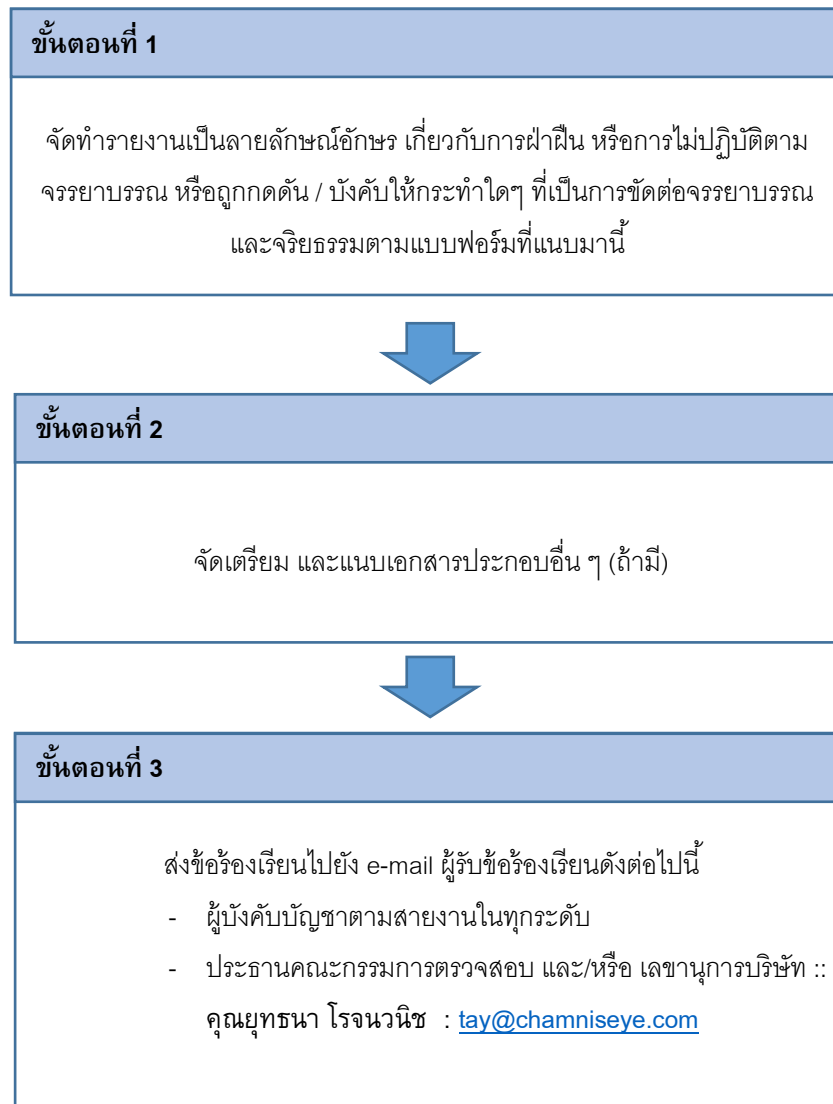 ขั้นตอนที่ 1
จัดทำรายงานเป็นลายลักษณ์อักษร เกี่ยวกับการฝ่าฝืน หรือการไม่ปฏิบัติตาม
จรรยาบรรณ หรือถูกกดดัน / บังคับให้กระทำใดๆ ที่เป็นการขัดต่อจรรยาบรรณ
และจริยธรรมตามแบบฟอร์มที่แนบมานี้
ขั้นตอนที่ 2
จัดเตรียม และแนบเอกสารประกอบอื่น ๆ (ถ้ามี)
ขั้นตอนที่ 3
ส่งข้อร้องเรียนไปยัง e-mail ผู้รับข้อร้องเรียนดังต่อไปนี้
- ผู้บังคับบัญชาตามสายงานในทุกระดับ
- ประธานคณะกรรมการตรวจสอบ และ/หรือ เลขานุการบริษัท ::
คุณยุทธนา โรจนวนิช : tay@chamniseye.com